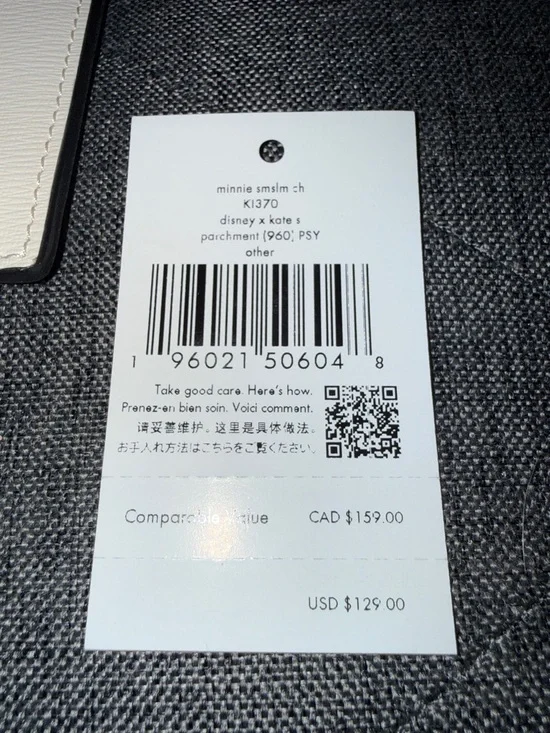 minnie smslm ch
KI370
disney x kate s
parchment (960) PSY
other
1 96021 50604 8
Take good care. Here's how.
Prenez-en bien soin. Voici comment.
请妥善维护。这里是具体做法。
お手入れ方法はこちらをご覧ください。
Comparable Value CAD $159.00
USD $129.00